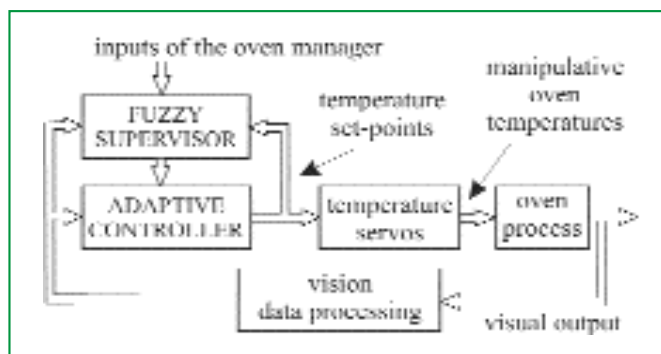 inputs of the oven manager
FUZZY
SUPERVISOR
temperature
set-points
manipulative
oven
temperatures
ADAPTIVE
CONTROLLER
temperature
servos
oven
process
vision
data processing
visual output